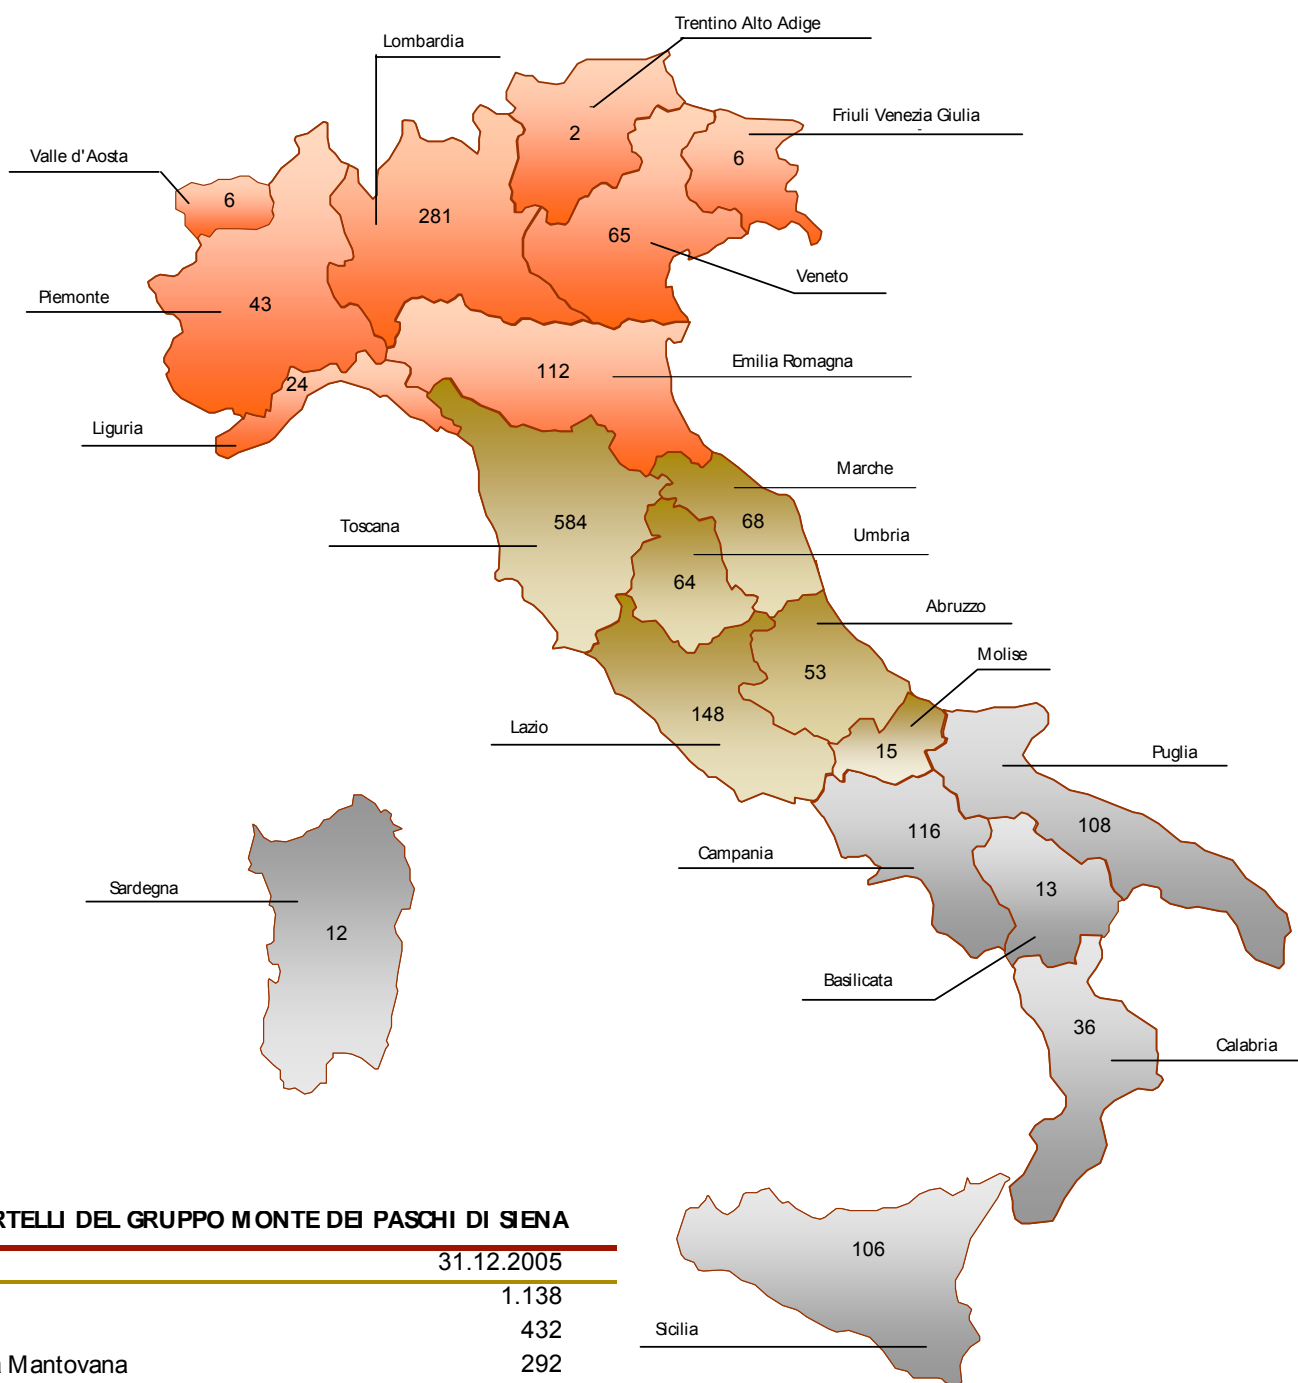 Trentino Alto Adige
Lombardia
Friuli Venezia Giulia
2
Valle d'Aosta
6
6
281
65
Veneto
Piemonte
43
Emilia Romagna
112
24
Liguria
Marche
584
68
Toscana
Umbria
64
Abruzzo
Molise
53
148
Lazio
15
Puglia
116
108
Campania
Sardegna
13
12
Basilicata
36
Calabria
RTELLI DEL GRUPPO MONTE DEI PASCHI DI SIENA
106
31.12.2005
1.138
432
Sicilia
Mantovana 292